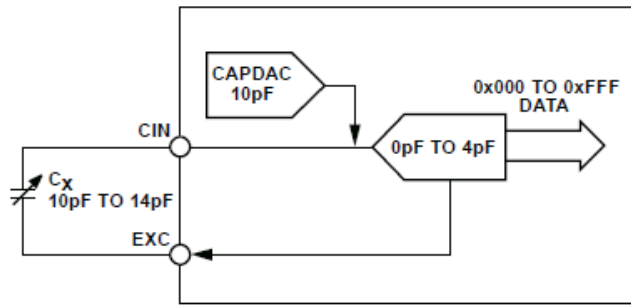 CAPDAC
10pF
0x000 TO 0xFFF
DATA
CIN
0pF TO 4pF
CX
10pF TO 14pF
EXC